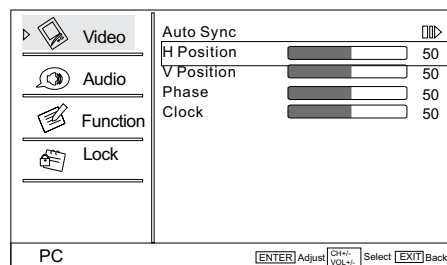 Video
Audio
Function
Lock
Auto Sync
H Position 50
V Position 50
Phase 50
Clock 50
PC
ENTER Adjust CH+/- VOL+/- Select EXIT Back